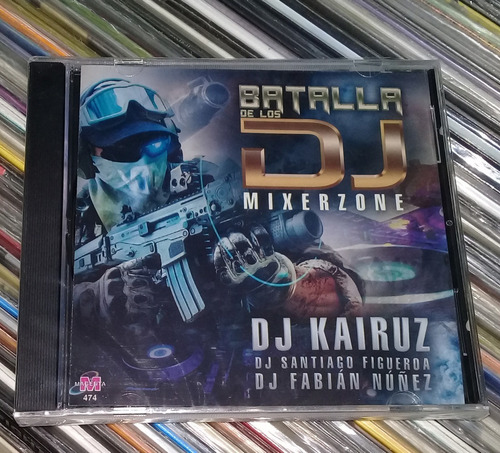 BATALLA
DE LOS
DJ
MIXERZONE
DJ KAIRUZ
DJ SANTIAGO FIGUEROA
DJ FABIÁN NÚÑEZ
M
474